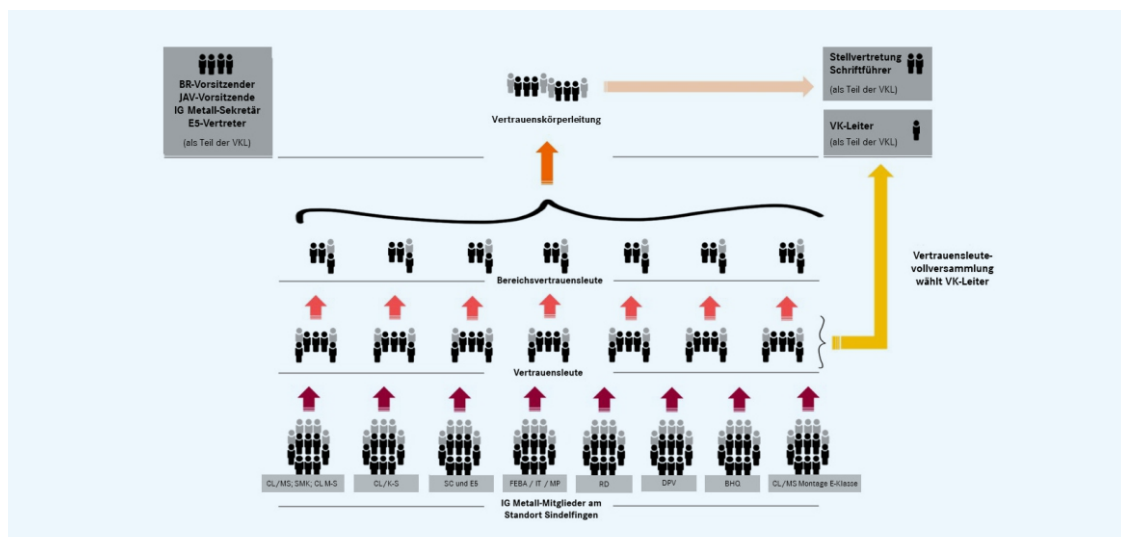 BR-Vorsitzender
JAV-Vorsitzende
IG Metall-Sekretär
E5-Vertreter
(als Teil der VKL)
Vertrauenskörperleitung
Stellvertretung
Schriftführer
(als Teil der VKL)
VK-Leiter
(als Teil der VKL)
Bereichsvertrauensleute
Vertrauensleute-
vollversammlung
wählt VK-Leiter
Vertrauensleute
CL/MS; SMK; CL M-S
CL/K-S
SC und E5
FEBA / IT / MP
RD
DPV
BHQ
CL/MS Montage E-Klasse
IG Metall-Mitglieder am
Standort Sindelfingen